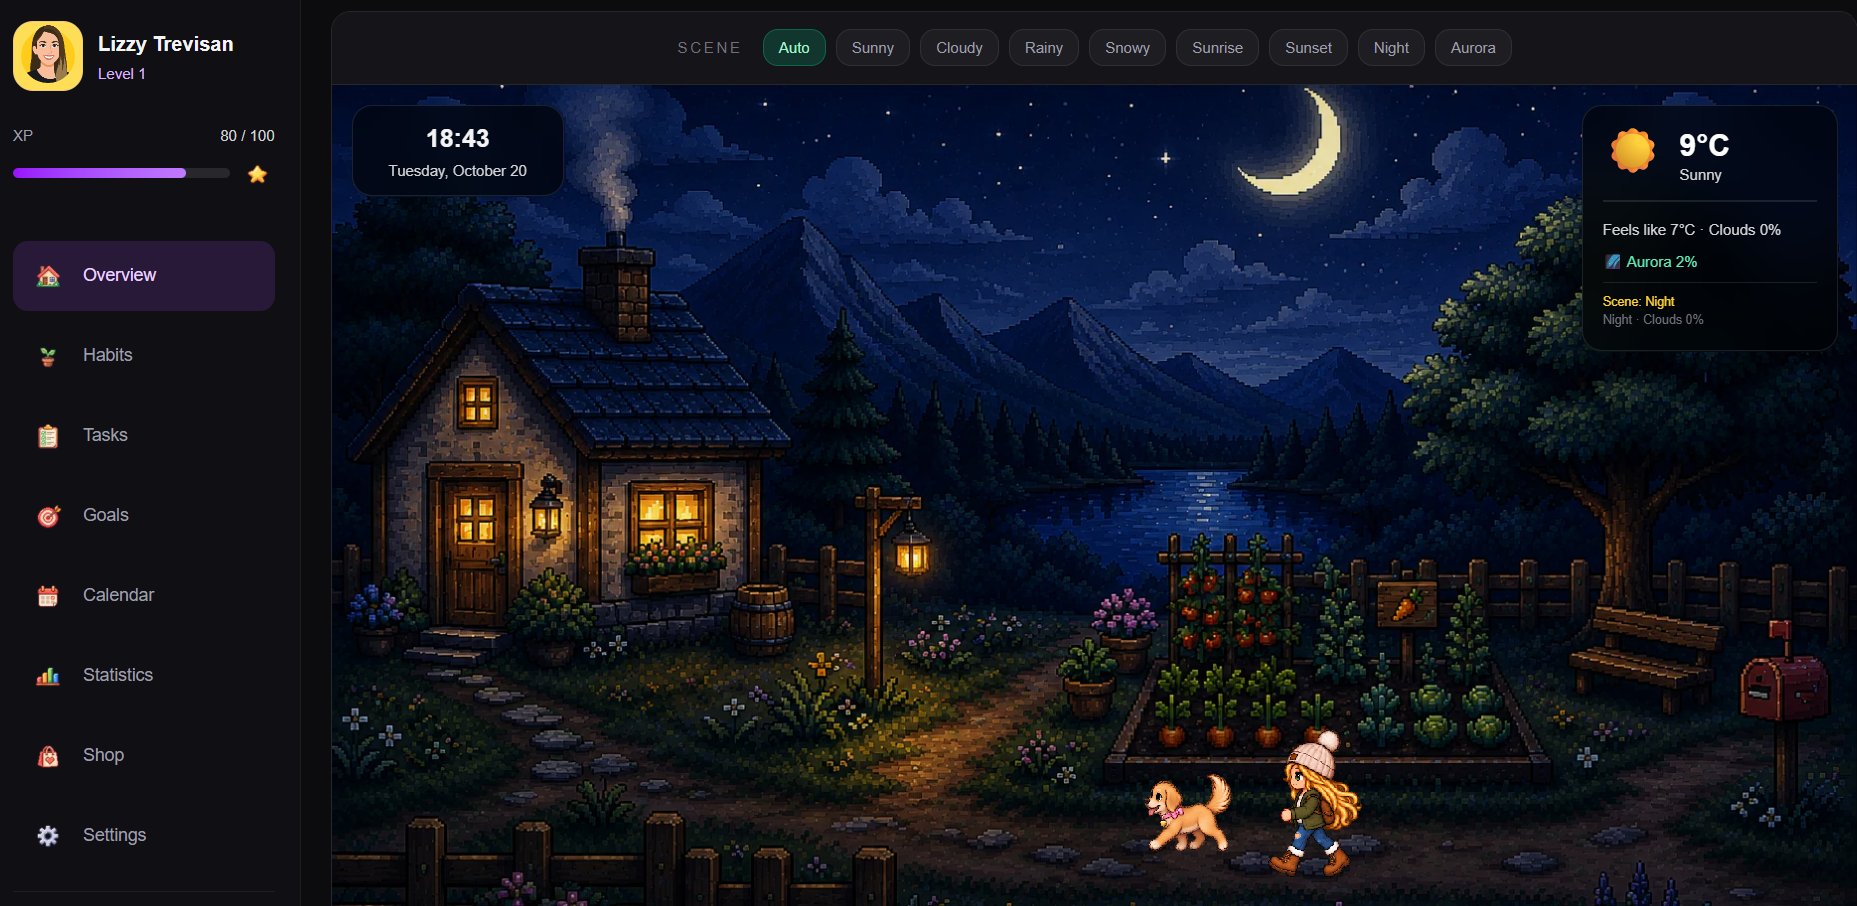 Lizzy Trevisan
Level 1
XP 80 / 100
Overview
Habits
Tasks
Goals
Calendar
Statistics
Shop
Settings
SCENE Auto Sunny Cloudy Rainy Snowy Sunrise Sunset Night Aurora
18:43
Tuesday, October 20
9°C
Sunny
Feels like 7°C · Clouds 0%
Aurora 2%
Scene: Night
Night · Clouds 0%